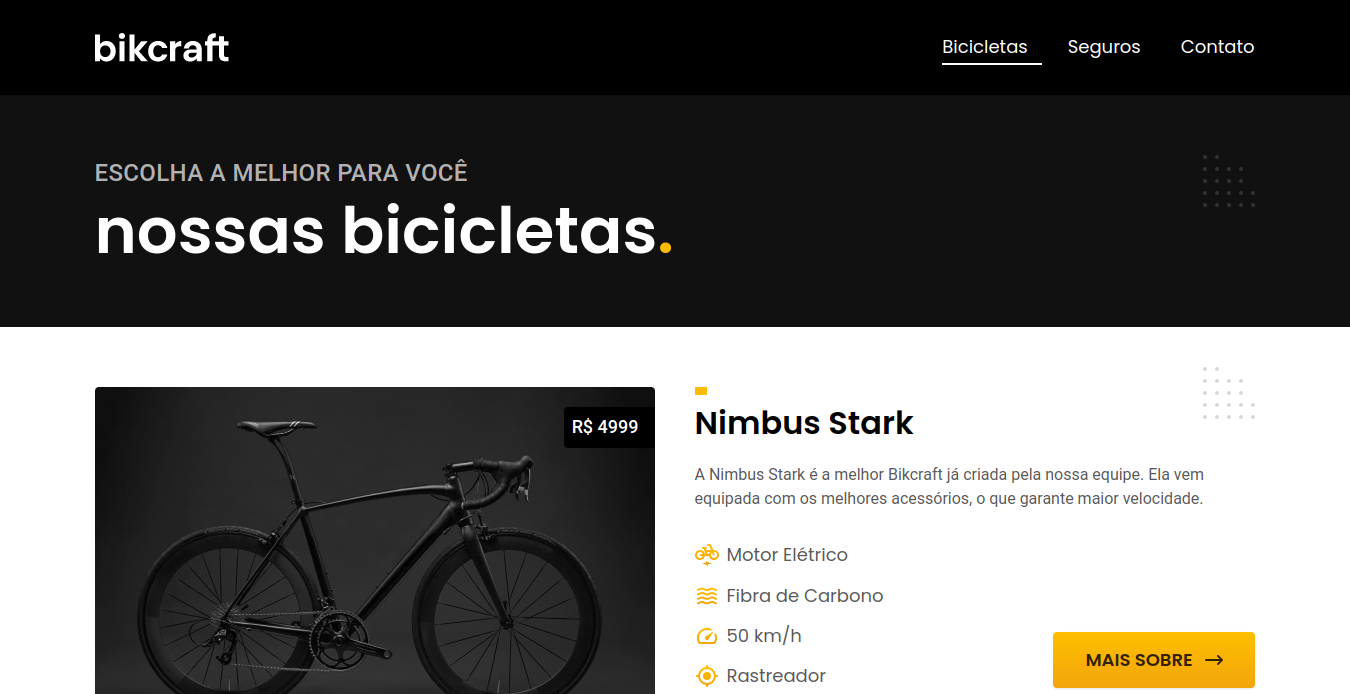 bikcraft
Bicicletas Seguros Contato
ESCOLHA A MELHOR PARA VOCÊ
nossas bicicletas.
R$ 4999
Nimbus Stark
A Nimbus Stark é a melhor Bikcraft já criada pela nossa equipe. Ela vem
equipada com os melhores acessórios, o que garante maior velocidade.
Motor Elétrico
Fibra de Carbono
50 km/h
Rastreador
MAIS SOBRE →